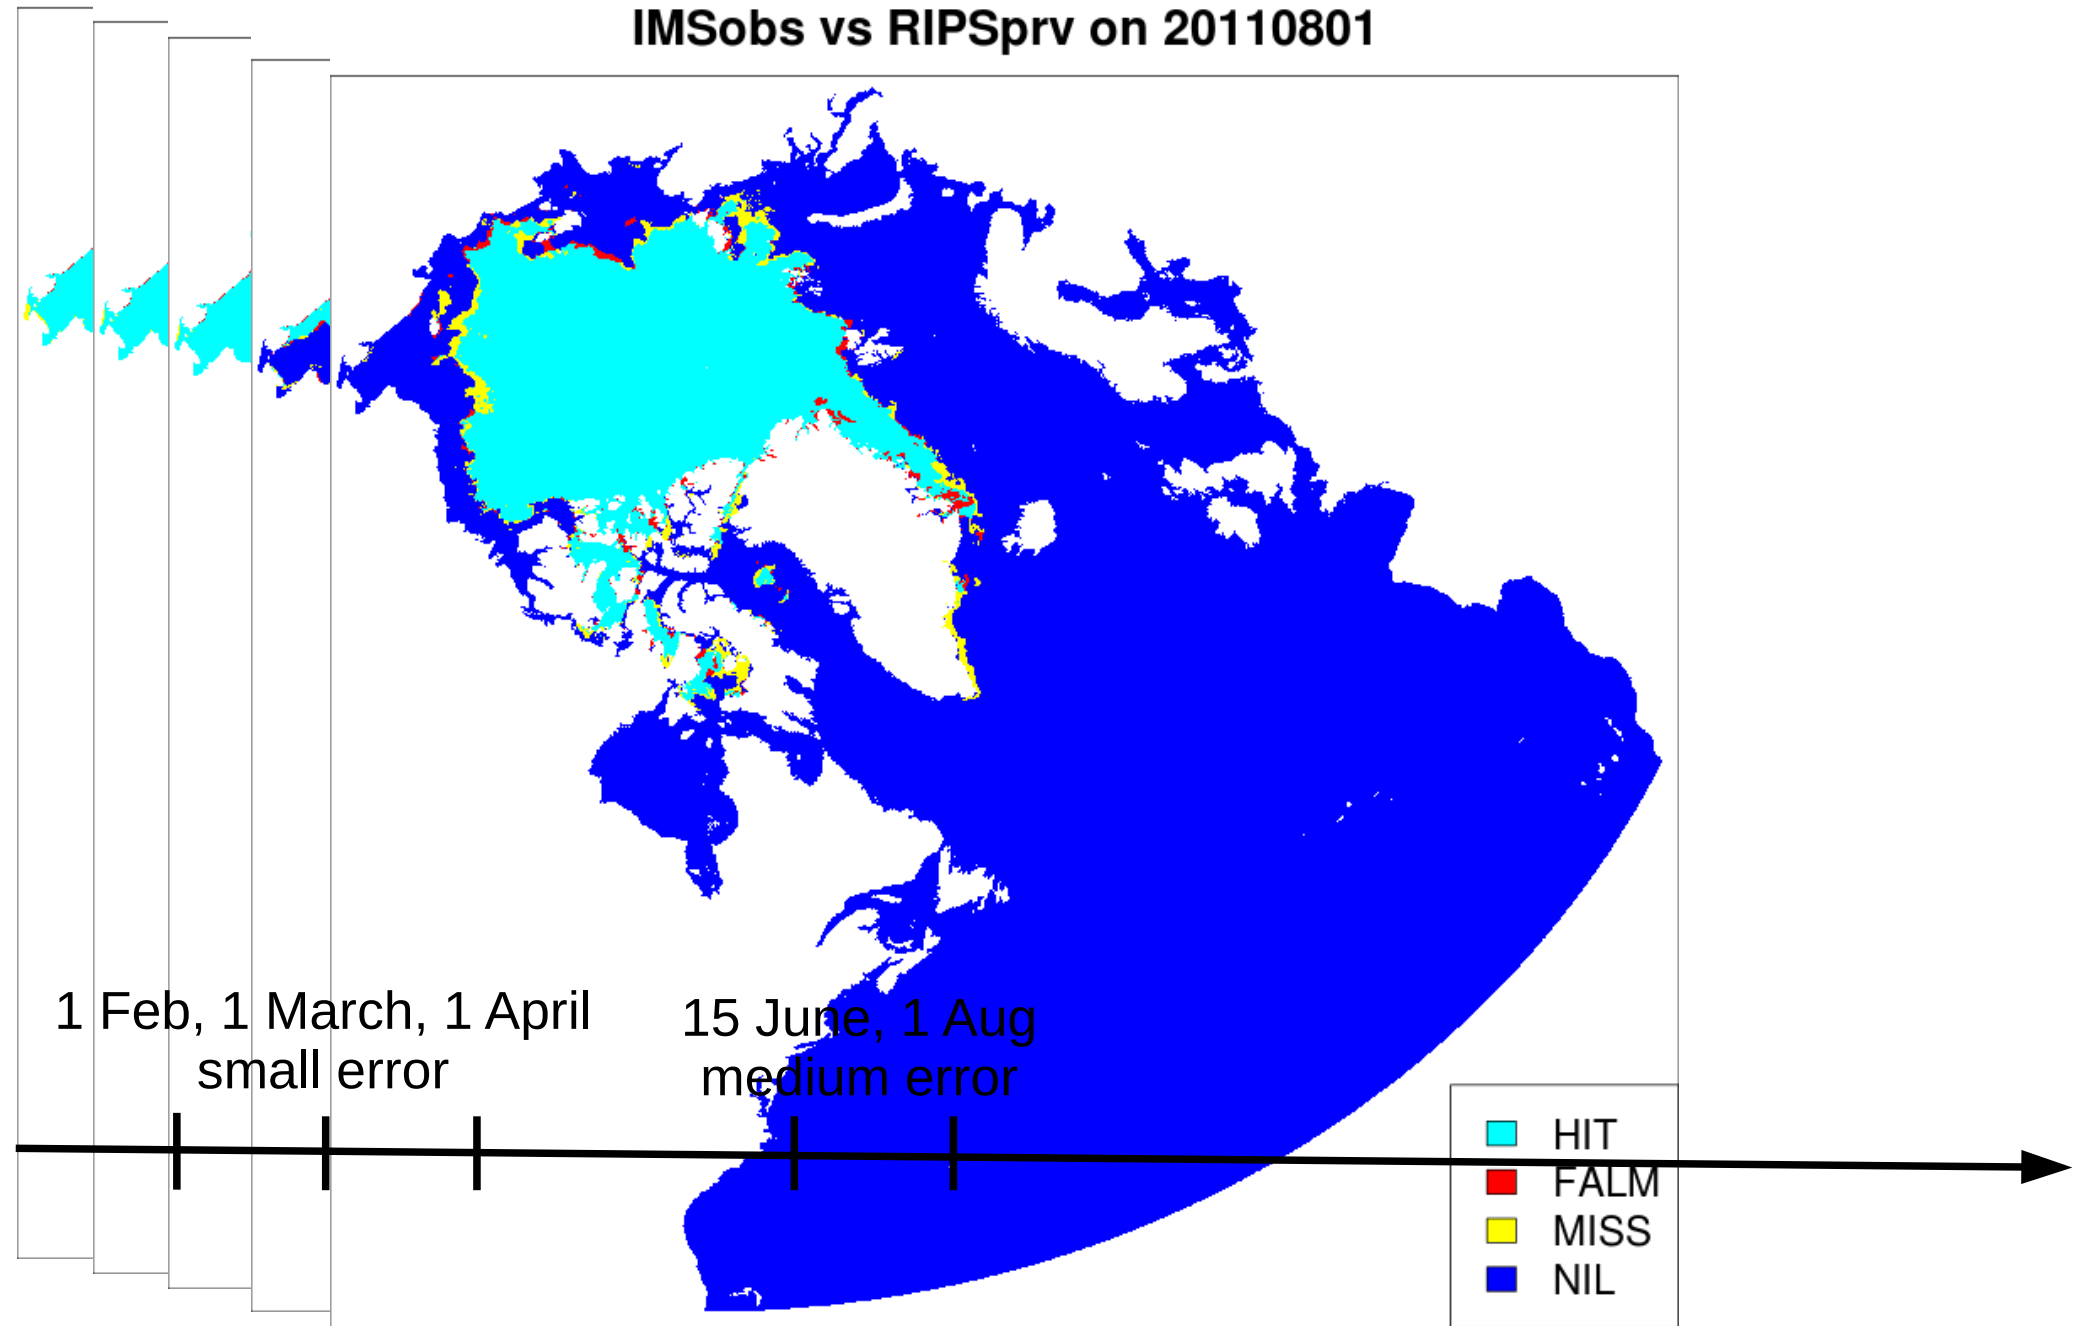 IMSobs vs RIPSprv on 20110801
1 Feb, 1 March, 1 April
small error
15 June, 1 Aug
medium error
HIT
FALM
MISS
NIL